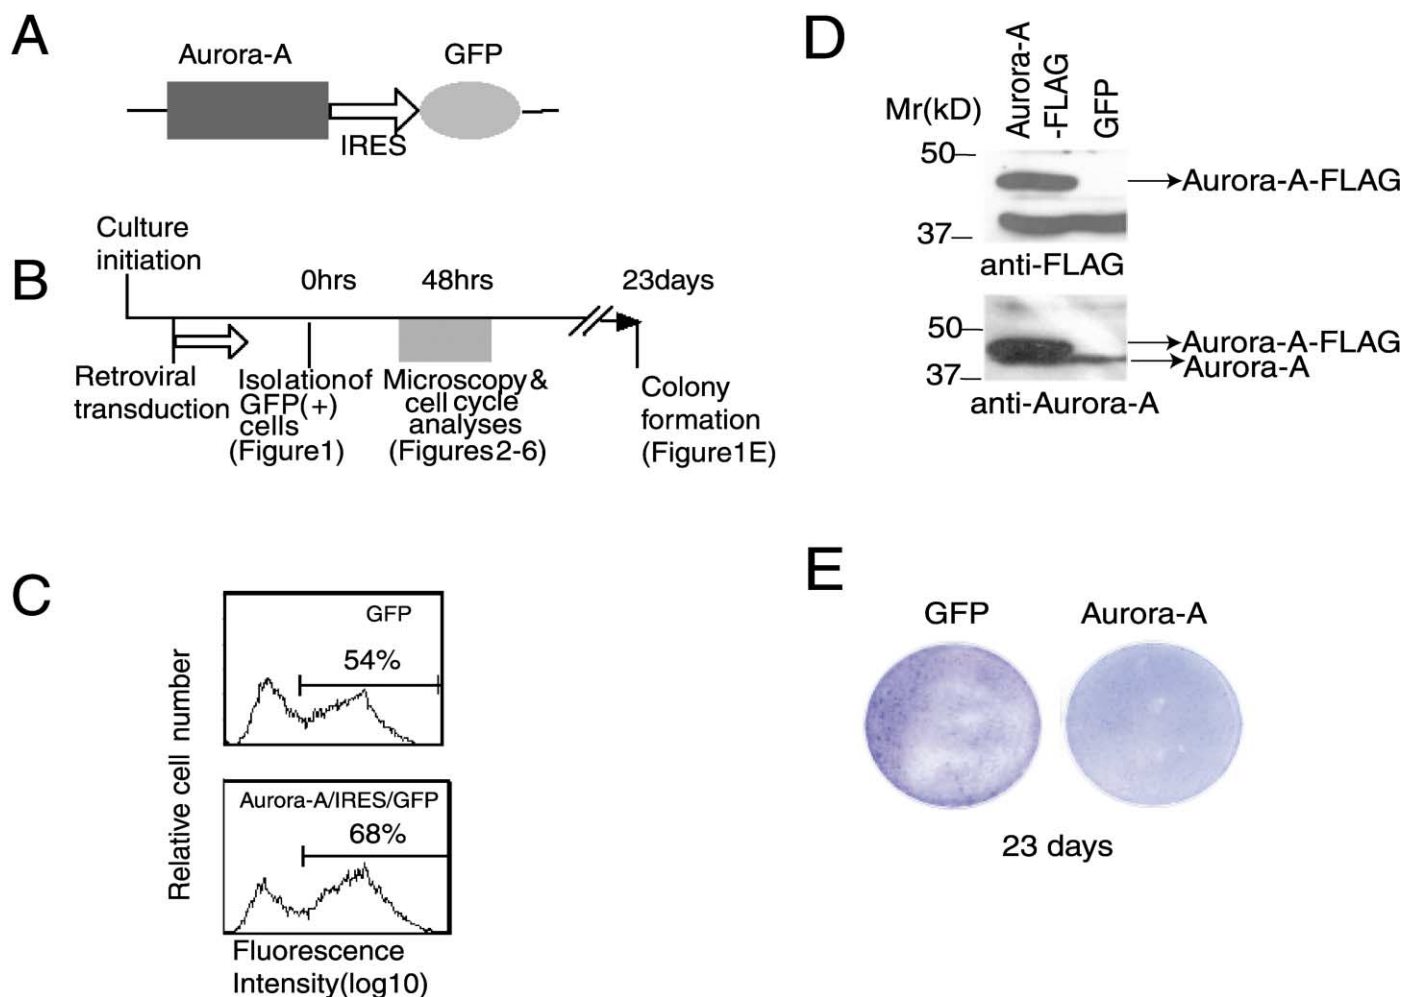 A
Aurora-A
GFP
IRES
B
Culture
initiation
0hrs
48hrs
23days
Retroviral
transduction
Isolation of
GFP(+)
cells
(Figure1)
Microscopy &
cell cycle
analyses
(Figures 2-6)
Colony
formation
(Figure1E)
C
Relative cell number
GFP
54%
Aurora-A/IRES/GFP
68%
Fluorescence
Intensity(log10)
D
Mr(kD)
Aurora-A
-FLAG
GFP
50
Aurora-A-FLAG
37
anti-FLAG
50
Aurora-A-FLAG
Aurora-A
37
anti-Aurora-A
E
GFP
Aurora-A
23 days